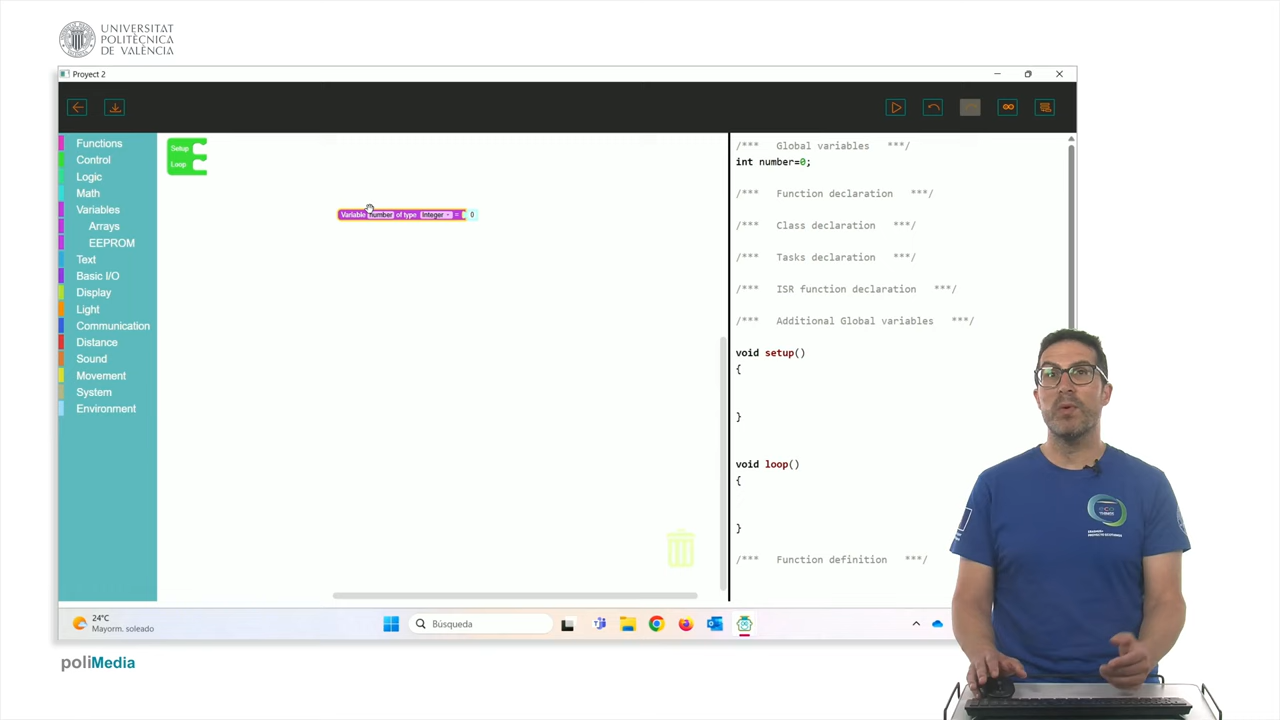 UNIVERSITAT
POLITÈCNICA
DE VALÈNCIA
Proyect 2
Functions
Control
Logic
Math
Variables
Arrays
EEPROM
Text
Basic I/O
Display
Light
Communication
Distance
Sound
Movement
System
Environment
Setup
Loop
Variable number of type Integer = 0
/*** Global variables ***/
int number=0;
/*** Function declaration ***/
/*** Class declaration ***/
/*** Tasks declaration ***/
/*** ISR function declaration ***/
/*** Additional Global variables ***/
void setup()
{
}
void loop()
{
}
/*** Function definition ***/
24°C
Mayorm. soleado
Búsqueda
poliMedia